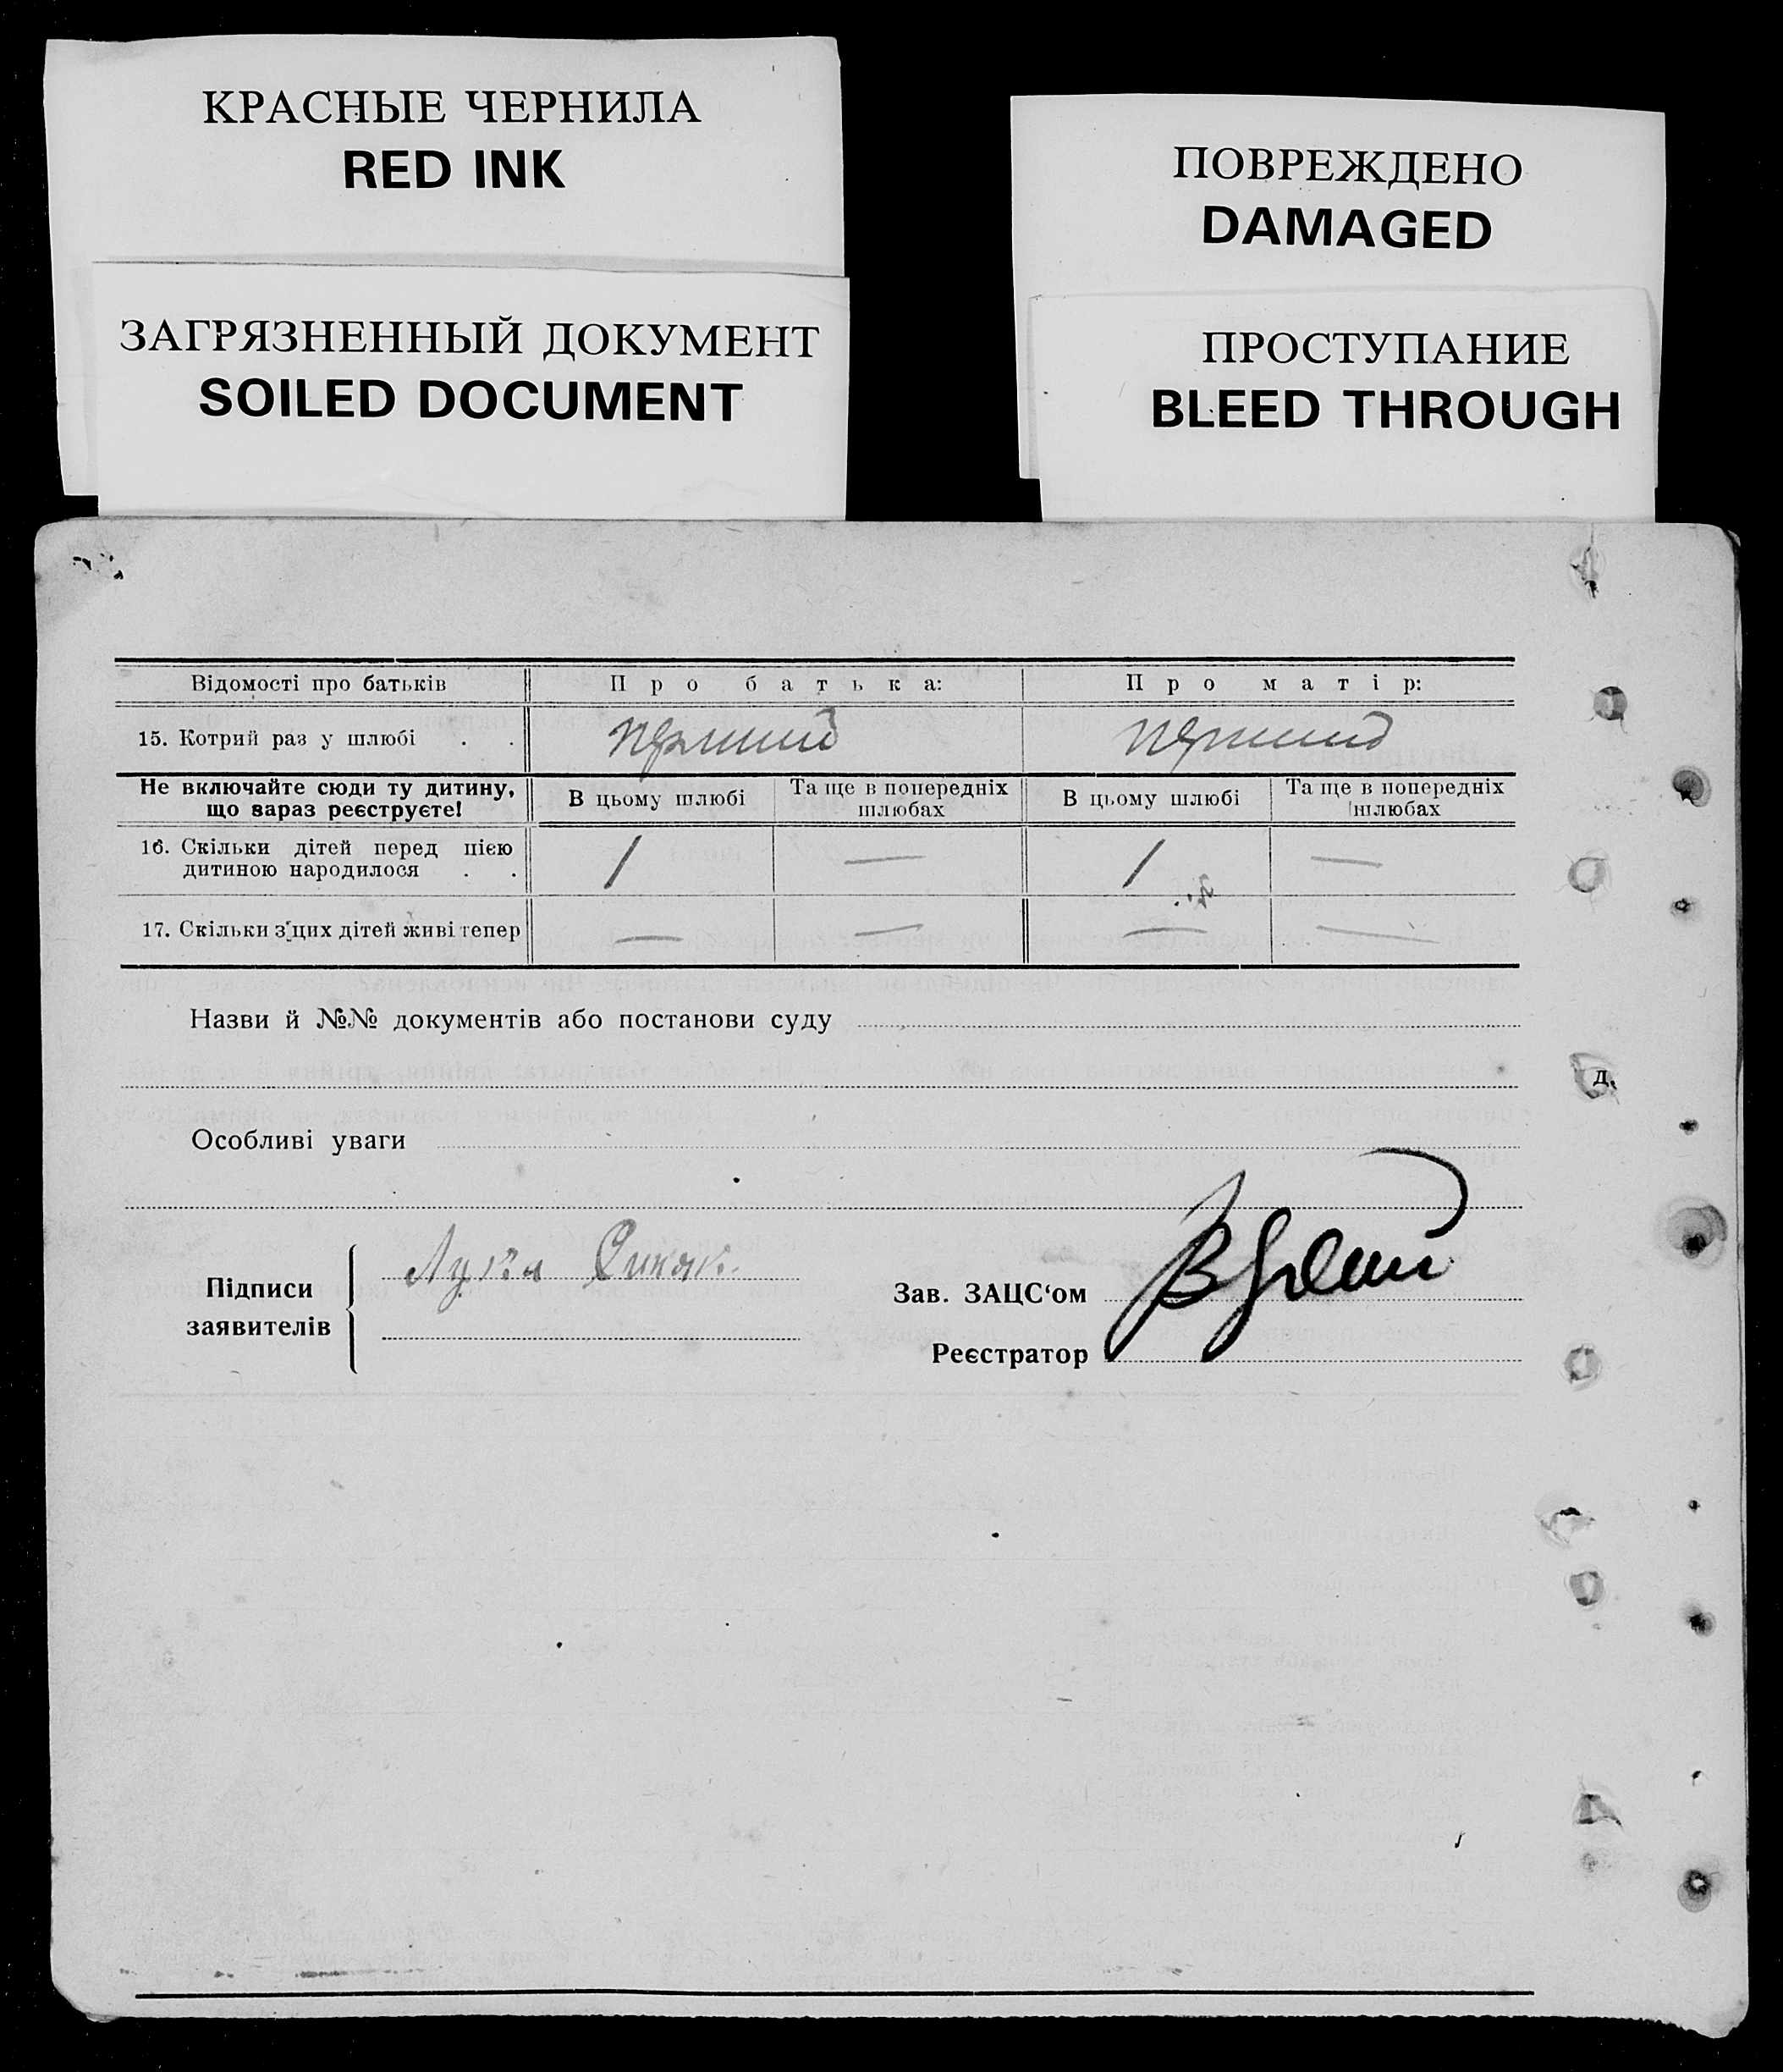 КРАСНЫЕ ЧЕРНИЛА
RED INK
ЗАГРЯЗНЕННЫЙ ДОКУМЕНТ
SOILED DOCUMENT
ПОВРЕЖДЕНО
DAMAGED
ПРОСТУПАНИЕ
BLEED THROUGH
Відомості про батьків Про батька: Про матір:
15. Котрий раз у шлюбі . . перший перший
Не включайте сюди ту дитину, що вараз реєструєте! В цьому шлюбі Та ще в попередніх шлюбах В цьому шлюбі Та ще в попередніх шлюбах
16. Скільки дітей перед цією дитиною народилося . . 1 — 1 —
17. Скільки з цих дітей живі тепер — — — —
Назви й №№ документів або постанови суду
Особливі уваги
Підписи заявителів
Лука
Зав. ЗАЦС‘ом
Реєстратор
д.